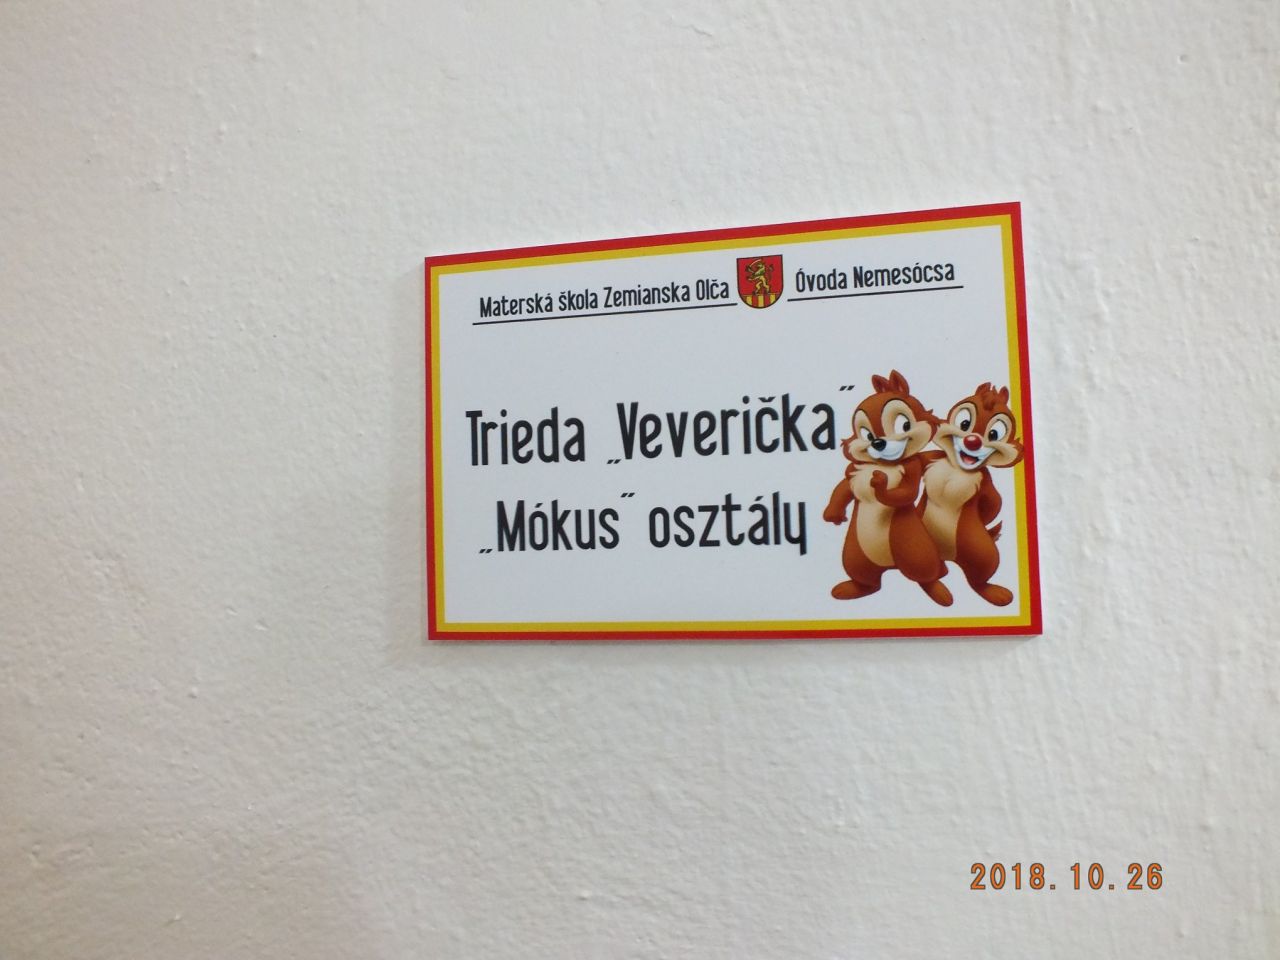 Materská škola Zemianska Olča Óvoda Nemesócsa
Trieda „Veverička”
„Mókus” osztály
2018.10.26